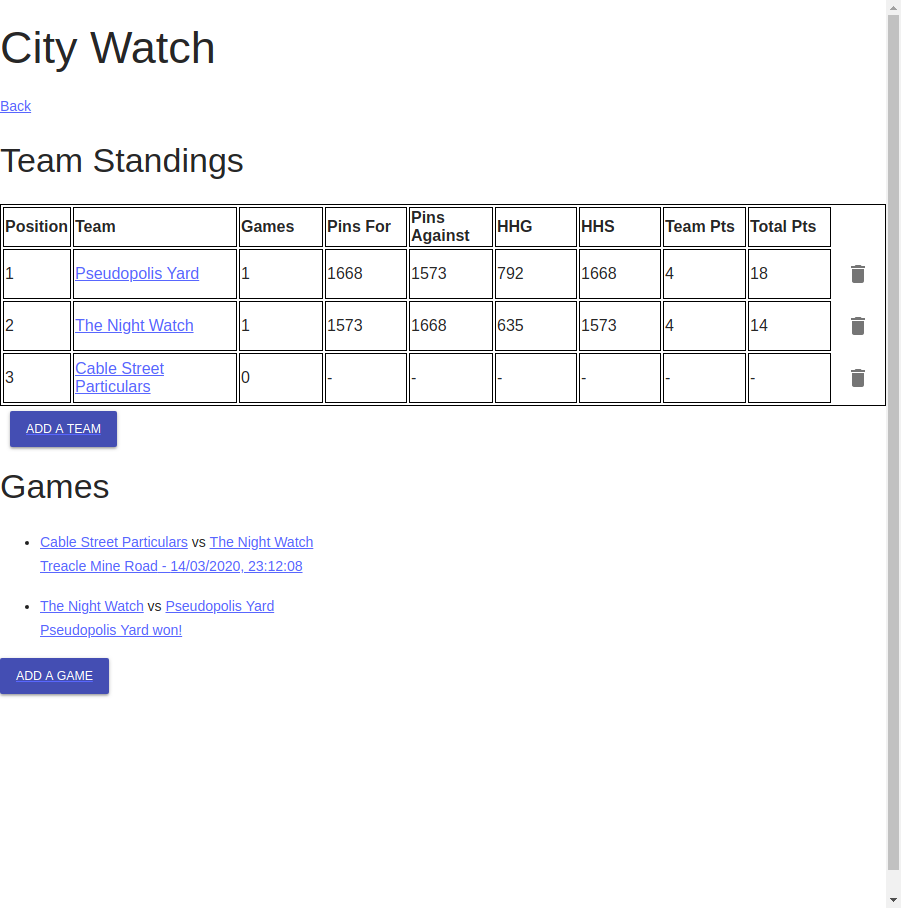 City Watch
Back
Team Standings
Position Team Games Pins For Pins Against HHG HHS Team Pts Total Pts
1 Pseudopolis Yard 1 1668 1573 792 1668 4 18
2 The Night Watch 1 1573 1668 635 1573 4 14
3 Cable Street Particulars 0 - - - - - -
ADD A TEAM
Games
Cable Street Particulars vs The Night Watch
Treacle Mine Road - 14/03/2020, 23:12:08
The Night Watch vs Pseudopolis Yard
Pseudopolis Yard won!
ADD A GAME